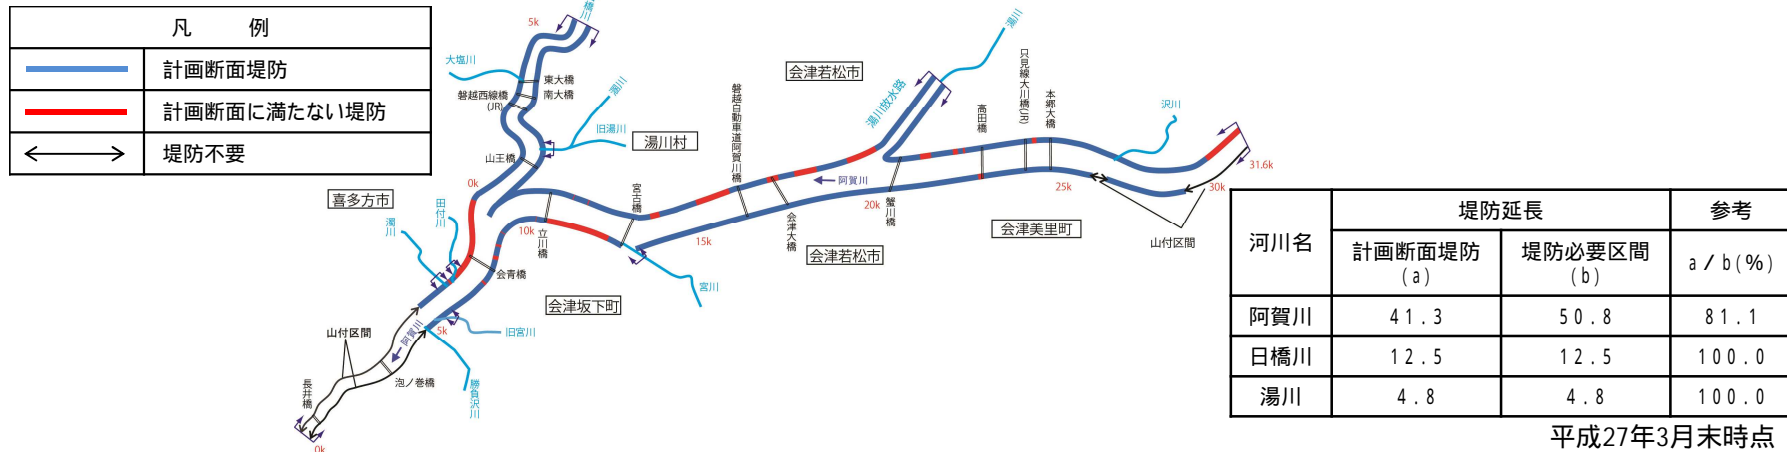 凡 例
計画断面堤防
計画断面に満たない堤防
堤防不要
橋
川
5k
大塩川
東大橋
磐越西線橋
(JR)
南大橋
濁川
旧湯川
湯川村
山王橋
0k
喜多方市
田付川
濁川
会青橋
10k
立川橋
宮古橋
会津坂下町
宮川
旧宮川
5k
阿賀川
山付区間
泡ノ巻橋
勝負沢川
長井橋
0k
磐越自動車道阿賀川橋
会津若松市
湯川放水路
湯川
阿賀川
15k
会津大橋
会津若松市
20k
蟹川橋
高田橋
只見線大川橋(JR)
本郷大橋
会津美里町
25k
沢川
山付区間
30k
31.6k
河川名 堤防延長 参考
計画断面堤防 (a) 堤防必要区間 (b) a/b(%)
阿賀川 41.3 50.8 81.1
日橋川 12.5 12.5 100.0
湯川 4.8 4.8 100.0
平成27年3月末時点